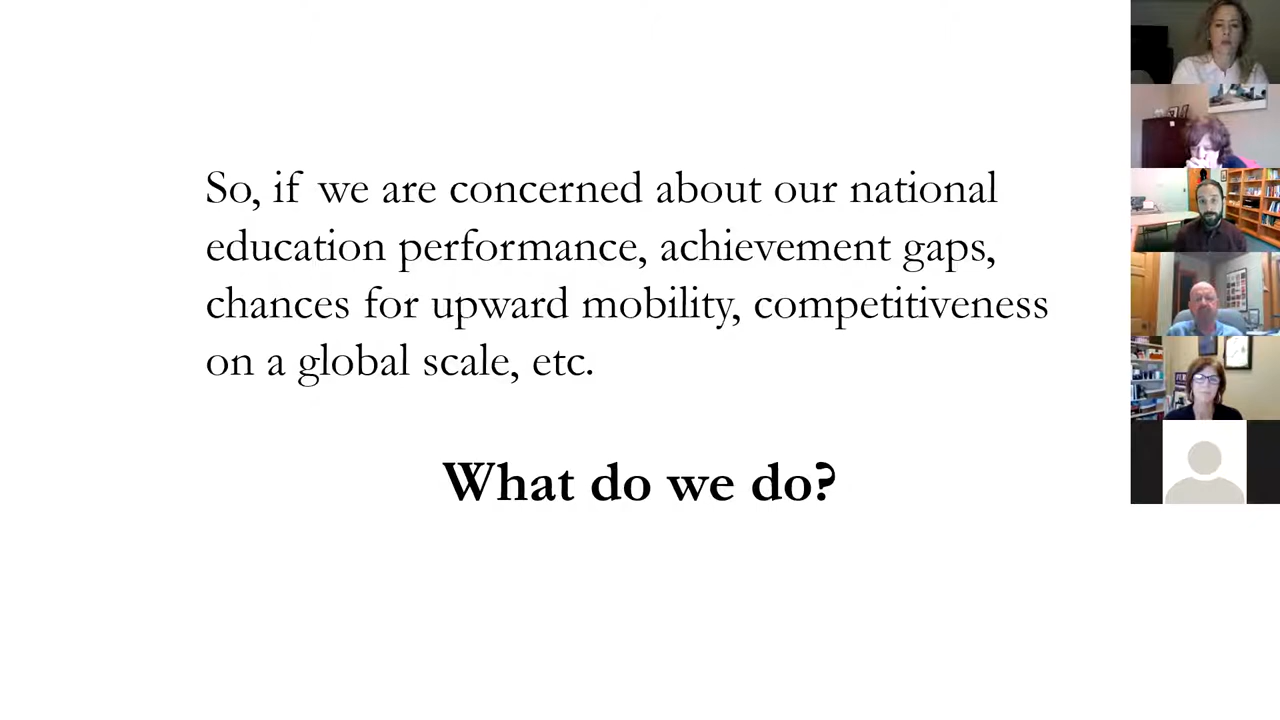 So, if we are concerned about our national
education performance, achievement gaps,
chances for upward mobility, competitiveness
on a global scale, etc.
What do we do?